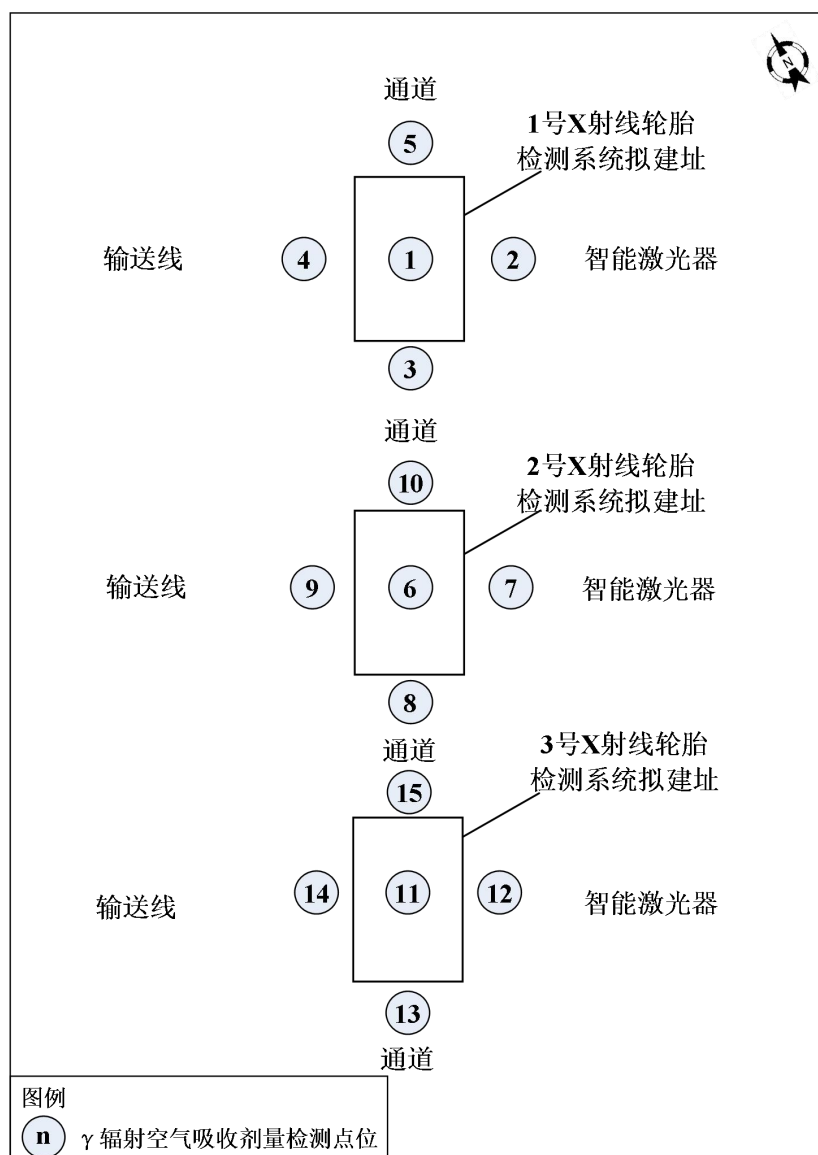 N
通道
5
1号X射线轮胎
检测系统拟建址
输送线
4
1
2
智能激光器
3
通道
10
2号X射线轮胎
检测系统拟建址
输送线
9
6
7
智能激光器
8
通道
15
3号X射线轮胎
检测系统拟建址
输送线
14
11
12
智能激光器
13
通道
图例
n γ辐射空气吸收剂量检测点位